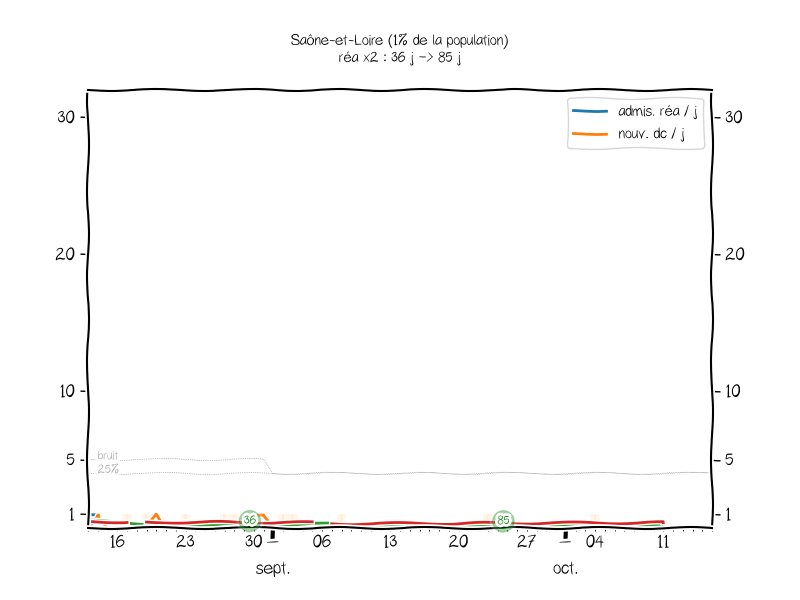 Saône-et-Loire (1% de la population)
réa x2 : 36 j -> 85 j
admis. réa / j
nouv. dc / j
30 30
20 20
10 10
5 5
1 1
bruit
25%
36 85
16 23 30 06 13 20 27 04 11
sept. oct.